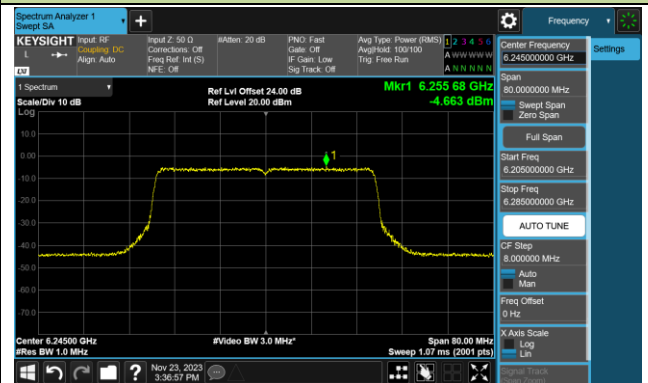 Spectrum Analyzer 1
Swept SA
+
Frequency
KEYSIGHT
L
Input: RF
Coupling: DC
Align: Auto
Input Z: 50 Ω
Corrections: Off
Freq Ref: Int (S)
NFE: Off
#Atten: 20 dB
PNO: Fast
Gate: Off
IF Gain: Low
Sig Track: Off
Avg Type: Power (RMS)
Avg|Hold: 100/100
Trig: Free Run
1 2 3 4 5 6
A W W W W W
A N N N N N
1 Spectrum
Scale/Div 10 dB
Ref Lvl Offset 24.00 dB
Ref Level 20.00 dBm
Mkr1 6.255 68 GHz
-4.663 dBm
Log
10.0
0.00
-10.0
-20.0
-30.0
-40.0
-50.0
-60.0
-70.0
1
Center 6.24500 GHz
#Res BW 1.0 MHz
#Video BW 3.0 MHz*
Span 80.00 MHz
Sweep 1.07 ms (2001 pts)
Nov 23, 2023
3:36:57 PM
Settings
Center Frequency
6.245000000 GHz
Span
80.0000000 MHz
Swept Span
Zero Span
Full Span
Start Freq
6.205000000 GHz
Stop Freq
6.285000000 GHz
AUTO TUNE
CF Step
8.000000 MHz
Auto
Man
Freq Offset
0 Hz
X Axis Scale
Log
Lin
Signal Track
(Span Zoom)